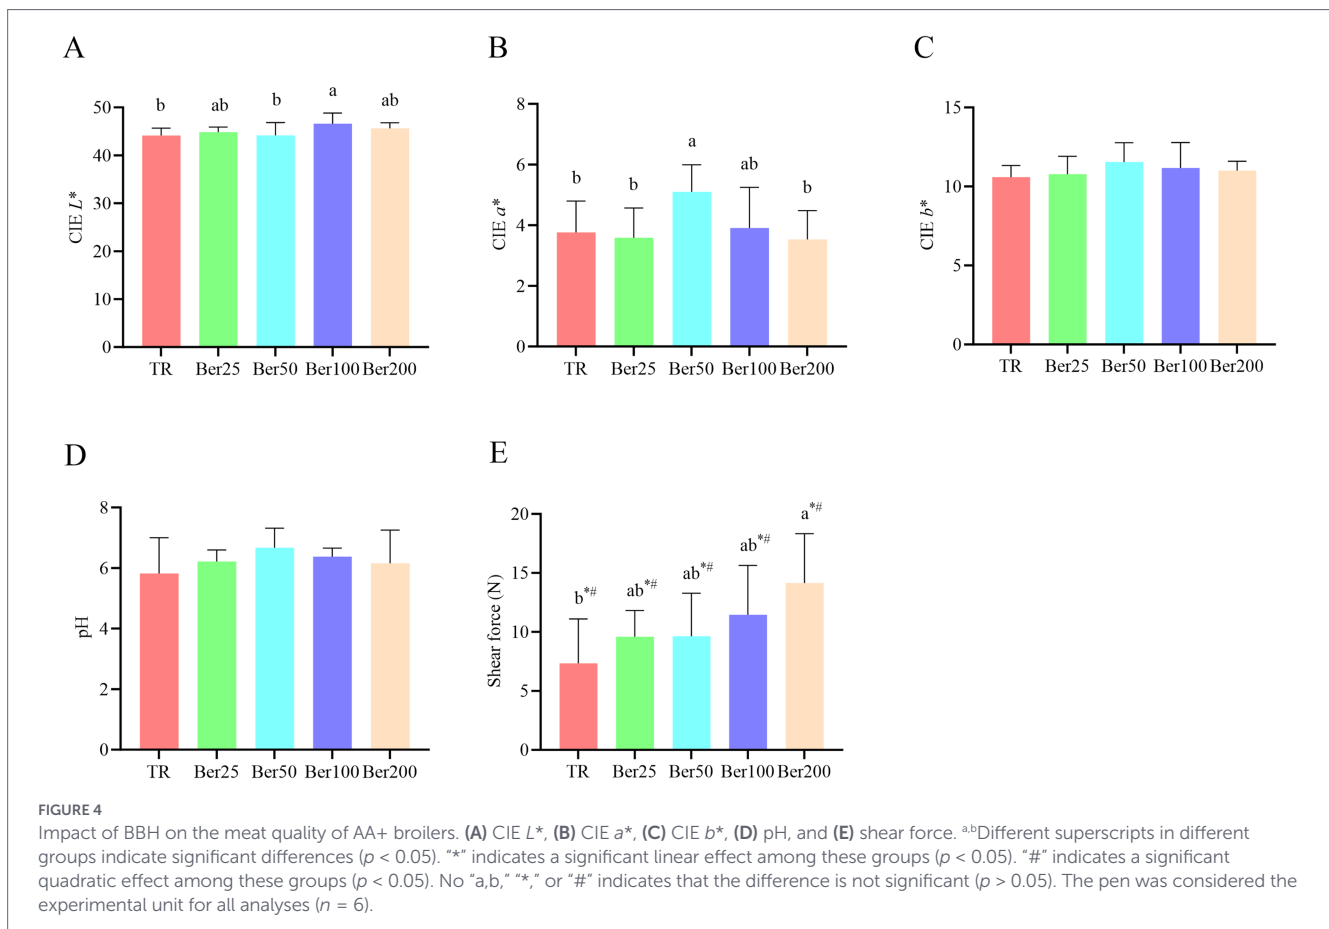 A
B
C
b
ab
b
a
ab
CIE L*
50
40
30
20
10
0
TR
Ber25
Ber50
Ber100
Ber200
b
b
a
ab
b
CIE a*
8
6
4
2
0
TR
Ber25
Ber50
Ber100
Ber200
CIE b*
15
10
5
0
TR
Ber25
Ber50
Ber100
Ber200
D
E
pH
8
6
4
2
0
TR
Ber25
Ber50
Ber100
Ber200
b*#
ab*#
ab*#
ab*#
a*#
Shear force (N)
20
15
10
5
0
TR
Ber25
Ber50
Ber100
Ber200
FIGURE 4
Impact of BBH on the meat quality of AA+ broilers. (A) CIE L*, (B) CIE a*, (C) CIE b*, (D) pH, and (E) shear force. a,bDifferent superscripts in different
groups indicate significant differences (p < 0.05). “*” indicates a significant linear effect among these groups (p < 0.05). “#” indicates a significant
quadratic effect among these groups (p < 0.05). No “a,b,” “*,” or “#” indicates that the difference is not significant (p > 0.05). The pen was considered the
experimental unit for all analyses (n = 6).